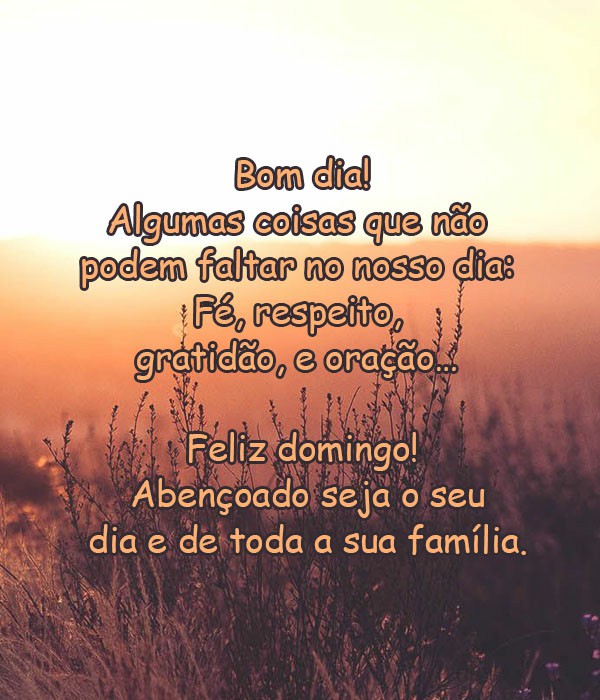 Bom dia!
Algumas coisas que não
podem faltar no nosso dia:
Fé, respeito,
gratidão, e oração...
Feliz domingo!
Abençoado seja o seu
dia e de toda a sua família.